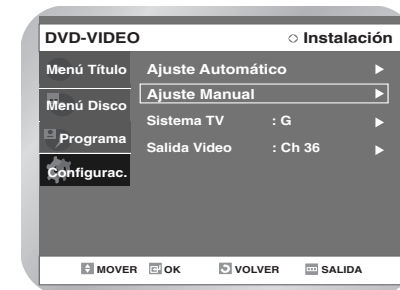 DVD-VIDEO Instalación
Menú Título
Menú Disco
Programa
Configurac.
Ajuste Automático
Ajuste Manual
Sistema TV : G
Salida Video : Ch 36
MOVER OK VOLVER SALIDA